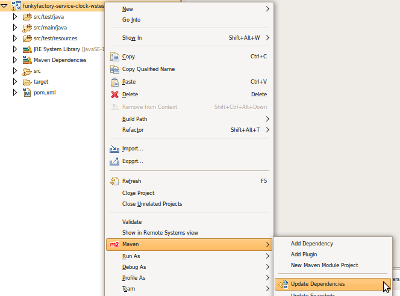 funkyfactory-service-clock-wstest
src/test/java
src/main/java
src/test/resources
JRE System Library [JavaSE-1
Maven Dependencies
src
target
pom.xml
New
Go Into
Show In Shift+Alt+W
Copy Ctrl+C
Copy Qualified Name
Paste Ctrl+V
Delete Delete
Remove from Context Shift+Ctrl+Alt+Down
Build Path
Refactor Shift+Alt+T
Import...
Export...
Refresh F5
Close Project
Close Unrelated Projects
Validate
Show in Remote Systems view
Maven
Run As
Debug As
Profile As
Team
Add Dependency
Add Plugin
New Maven Module Project
Update Dependencies
Update Snapshots